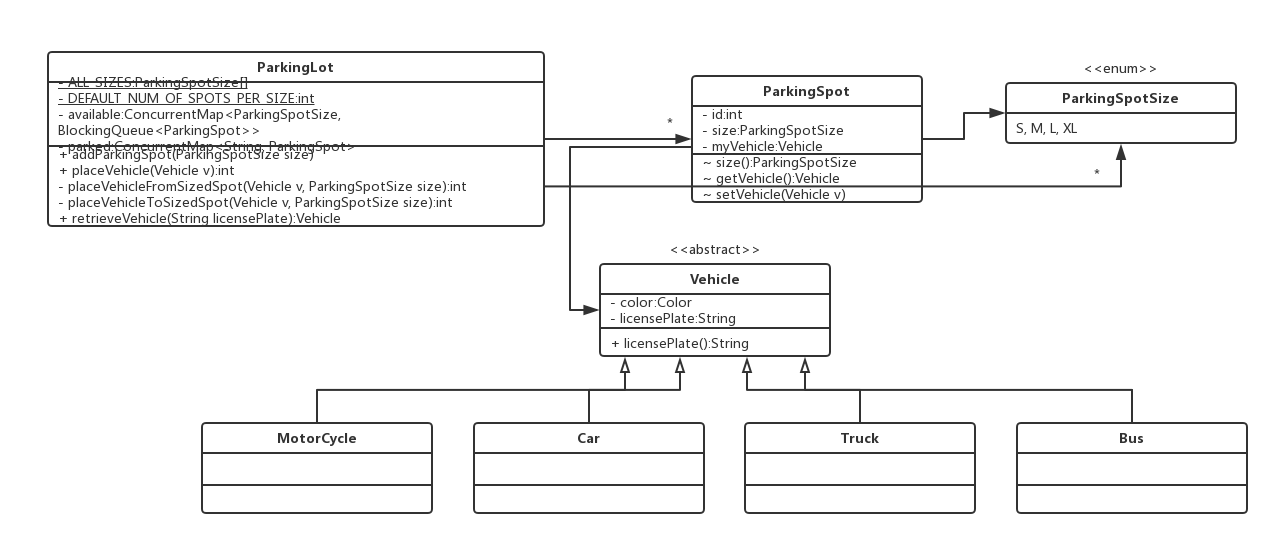 ParkingLot
- ALL_SIZES:ParkingSpotSize[]
- DEFAULT_NUM_OF_SPOTS_PER_SIZE:int
- available:ConcurrentMap<ParkingSpotSize,
BlockingQueue<ParkingSpot>>
- parked:ConcurrentMap<String, ParkingSpot>
+ addParkingSpot(ParkingSpotSize size)
+ placeVehicle(Vehicle v):int
- placeVehicleFromSizedSpot(Vehicle v, ParkingSpotSize size):int
- placeVehicleToSizedSpot(Vehicle v, ParkingSpotSize size):int
+ retrieveVehicle(String licensePlate):Vehicle
*
ParkingSpot
- id:int
- size:ParkingSpotSize
- myVehicle:Vehicle
~ size():ParkingSpotSize
~ getVehicle():Vehicle
~ setVehicle(Vehicle v)
<<enum>>
ParkingSpotSize
S, M, L, XL
*
<<abstract>>
Vehicle
- color:Color
- licensePlate:String
+ licensePlate():String
MotorCycle
Car
Truck
Bus